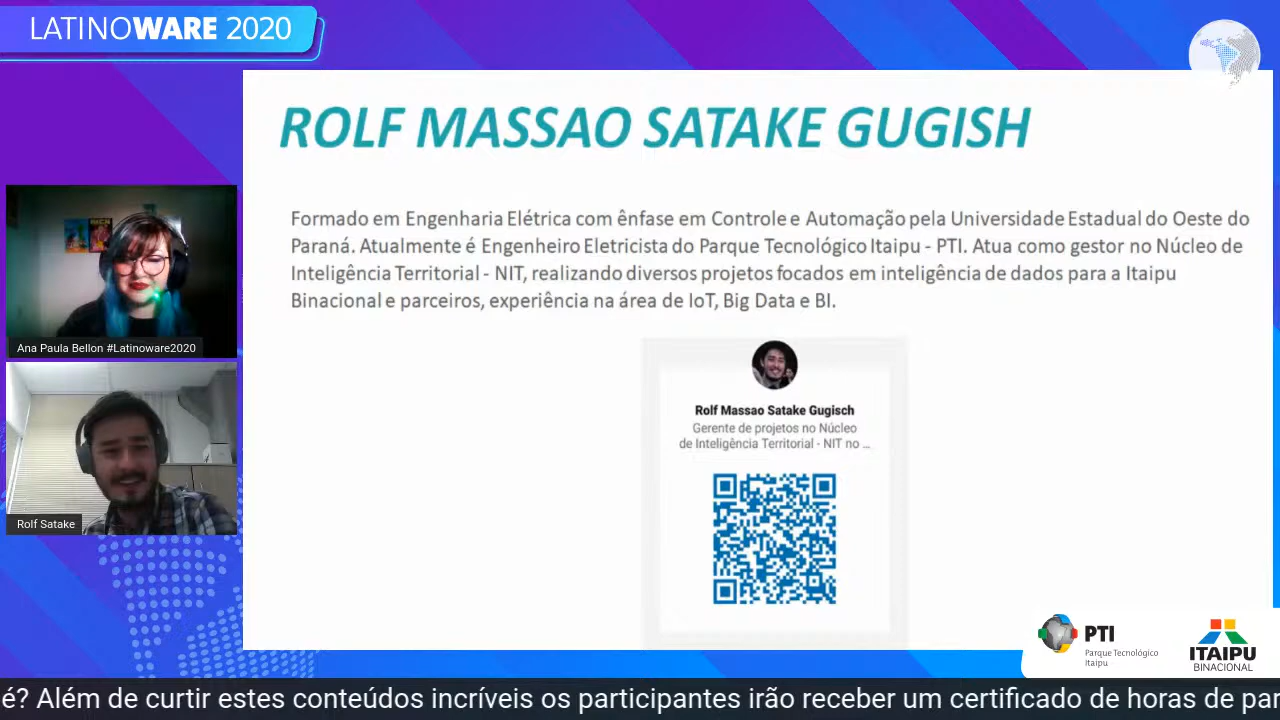 LATINOWARE 2020
ROLF MASSAO SATAKE GUGISH
Formado em Engenharia Elétrica com ênfase em Controle e Automação pela Universidade Estadual do Oeste do
Paraná. Atualmente é Engenheiro Eletricista do Parque Tecnológico Itaipu - PTI. Atua como gestor no Núcleo de
Inteligência Territorial - NIT, realizando diversos projetos focados em inteligência de dados para a Itaipu
Binacional e parceiros, experiência na área de IoT, Big Data e BI.
Ana Paula Bellon #Latinoware2020
Rolf Satake
Rolf Massao Satake Gugisch
Gerente de projetos no Núcleo
de Inteligência Territorial - NIT no ...
PTI
Parque Tecnológico
Itaipu
ITAIPU
BINACIONAL
é? Além de curtir estes conteúdos incríveis os participantes irão receber um certificado de horas de par